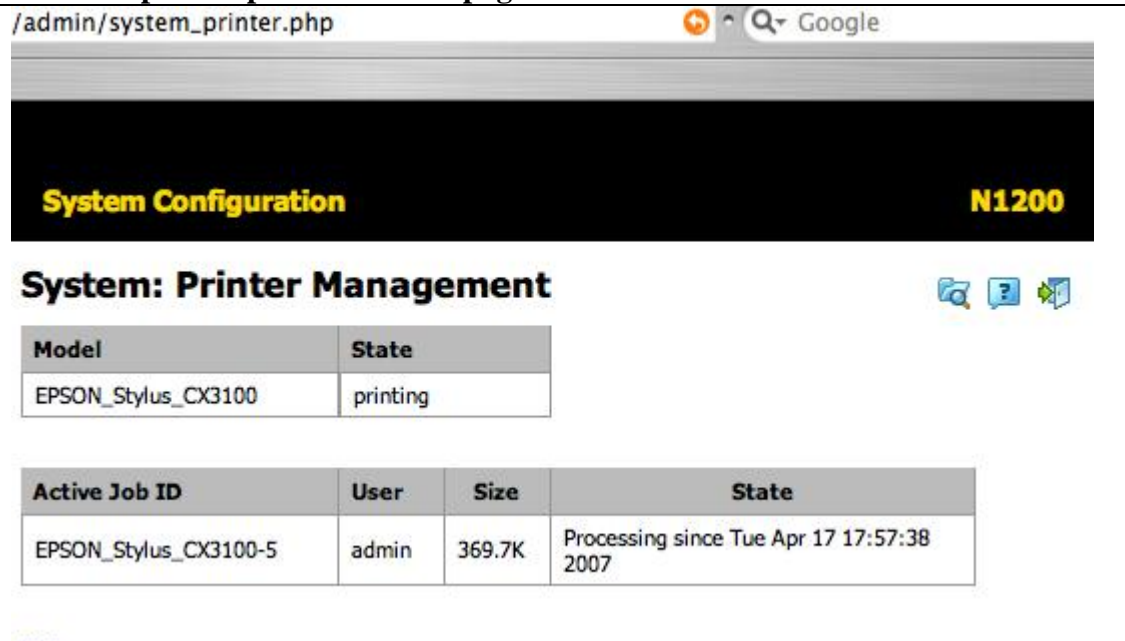 /admin/system_printer.php
Google
System Configuration
N1200
System: Printer Management
Model State
EPSON_Stylus_CX3100 printing
Active Job ID User Size State
EPSON_Stylus_CX3100-5 admin 369.7K Processing since Tue Apr 17 17:57:38
2007